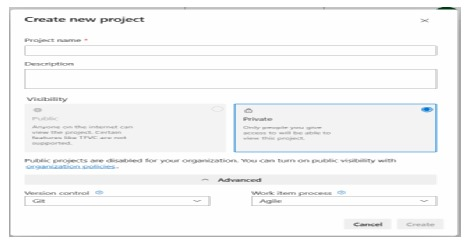 Create new project
Project name *
Description
Visibility
Public
Anyone on the internet can
view the project. Certain
features like TFVC are not
supported.
Private
Only people you give
access to will be able to
view this project.
Public projects are disabled for your organization. You can turn on public visibility with
organization policies.
Advanced
Version control
Git
Work item process
Agile
Cancel
Create